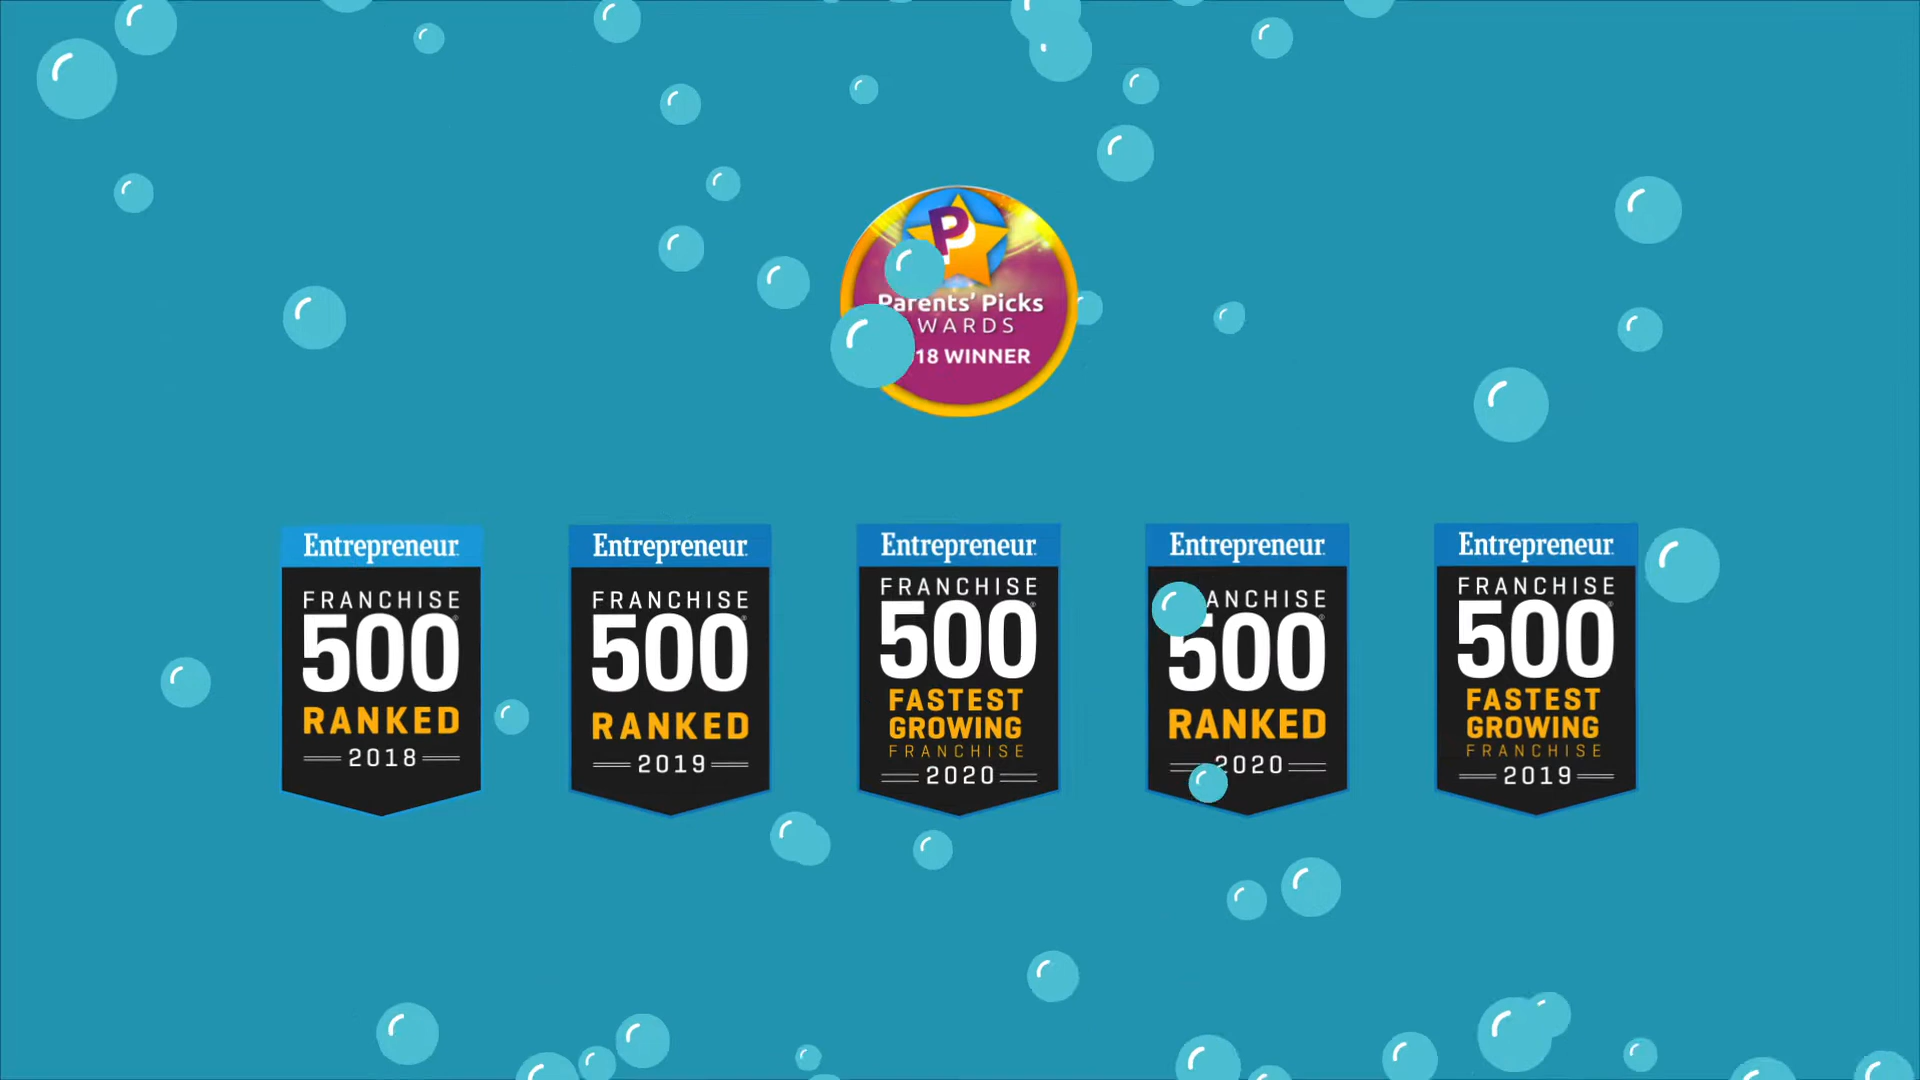 P
Parents' Picks
WARDS
18 WINNER
Entrepreneur
FRANCHISE
500
RANKED
2018
Entrepreneur
FRANCHISE
500
RANKED
2019
Entrepreneur
FRANCHISE
500
FASTEST
GROWING
FRANCHISE
2020
Entrepreneur
ANCHISE
500
RANKED
2020
Entrepreneur
FRANCHISE
500
FASTEST
GROWING
FRANCHISE
2019